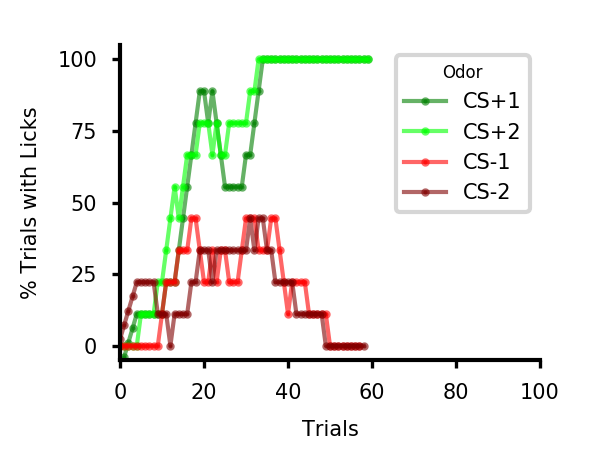 % Trials with Licks
100
75
50
25
0
0 20 40 60 80 100
Trials
Odor
CS+1
CS+2
CS-1
CS-2